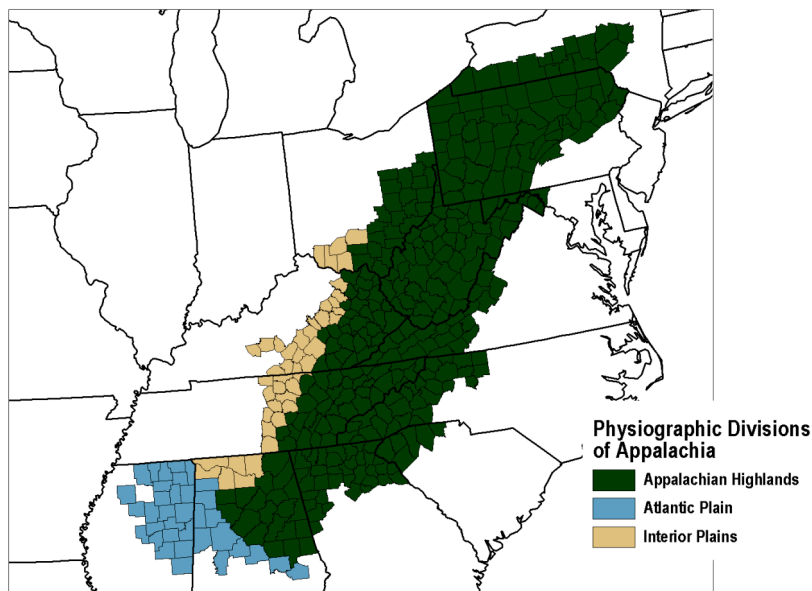 Physiographic Divisions
of Appalachia
Appalachian Highlands
Atlantic Plain
Interior Plains